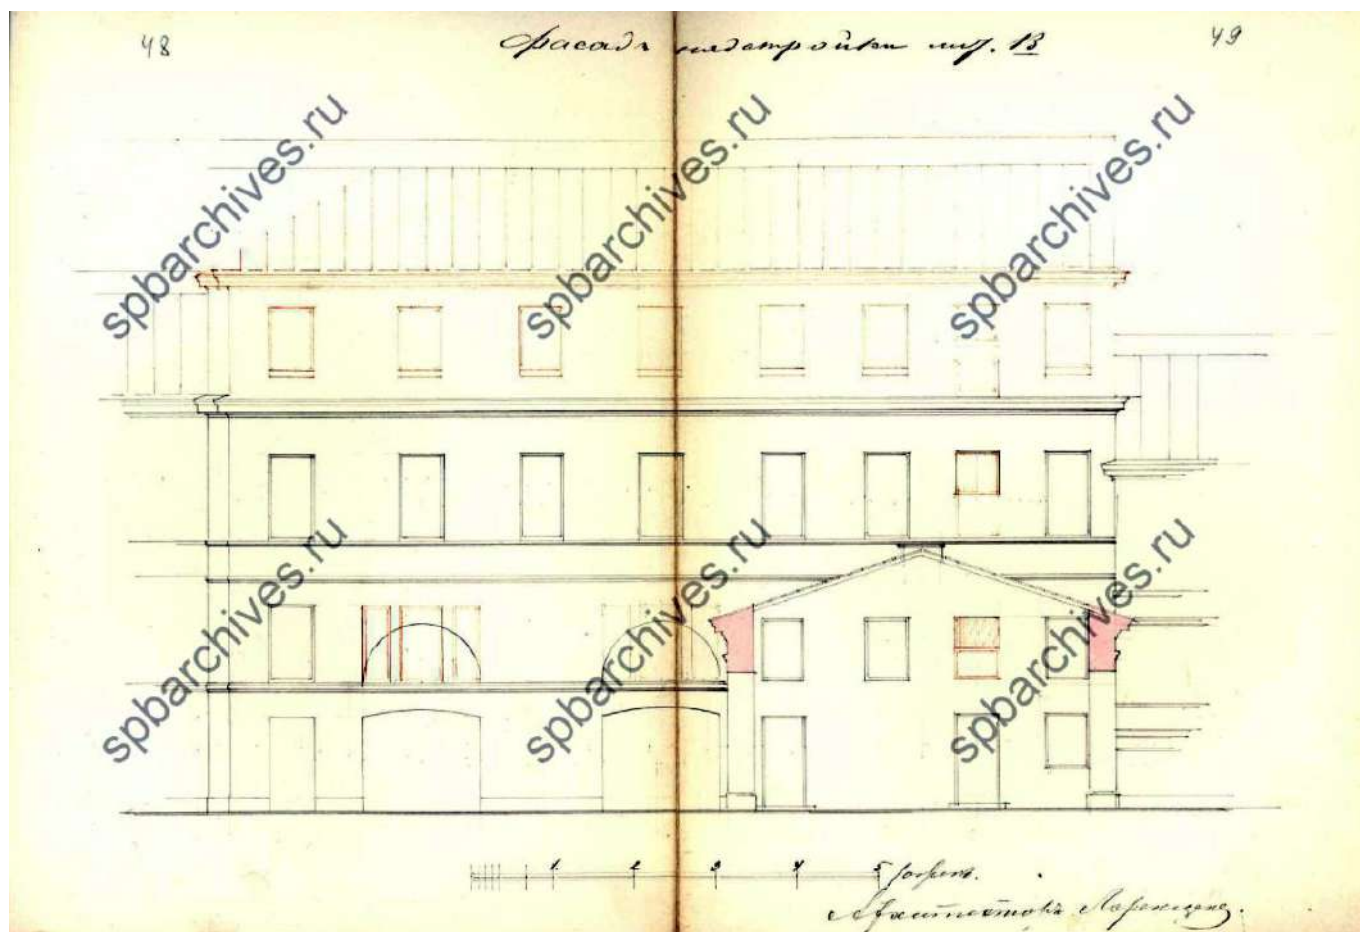 48
Фасадъ надстройки лит. В
49
spbarchives.ru
spbarchives.ru
spbarchives.ru
spbarchives.ru
spbarchives.ru
spbarchives.ru
1 2 3 4 5 сажень.
Архитекторъ